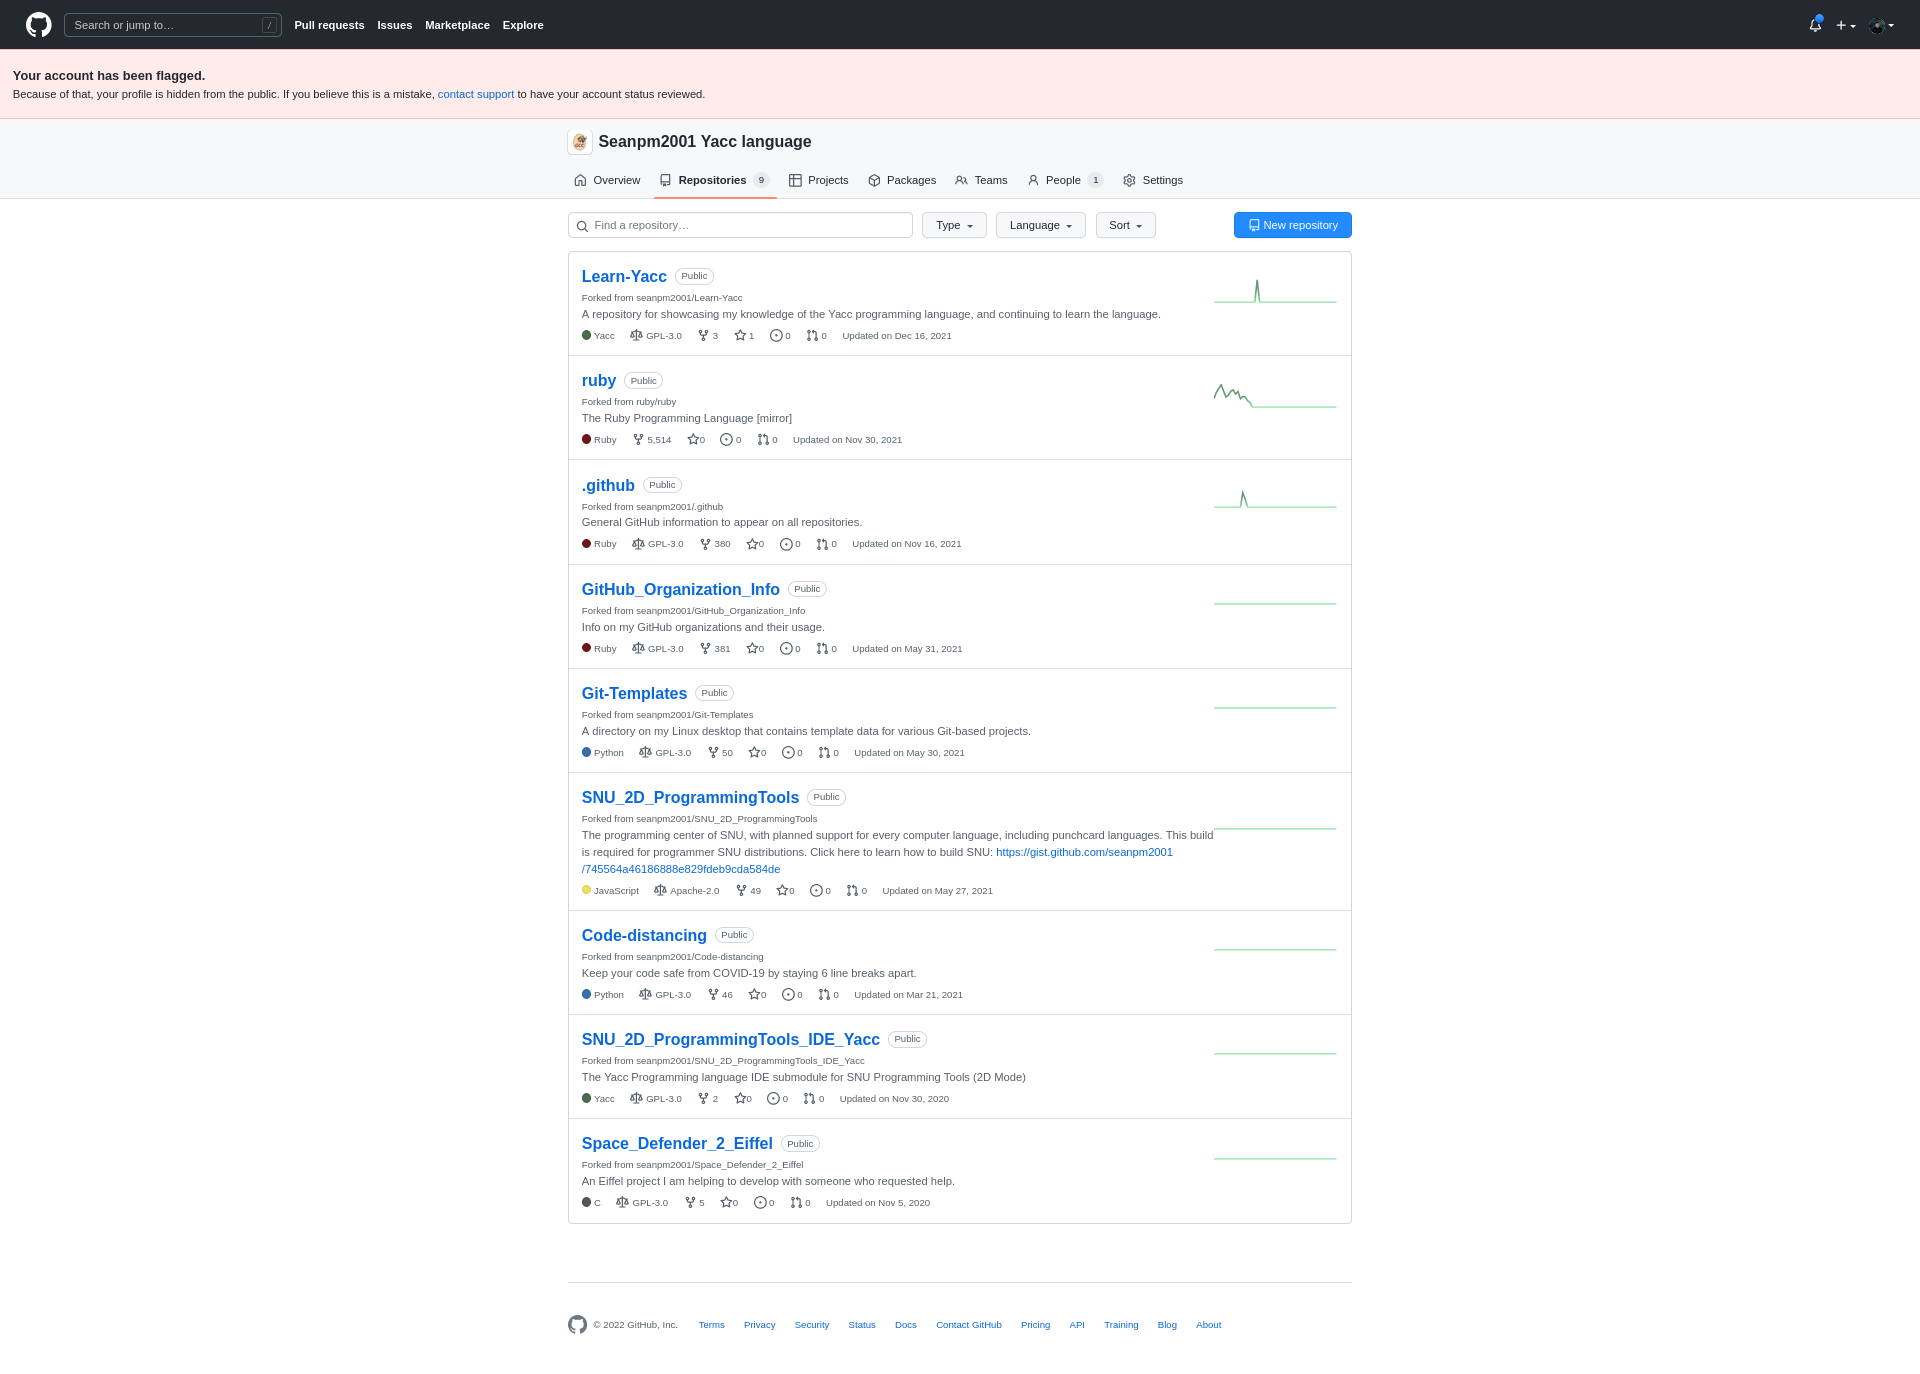 Search or jump to… /
Pull requests Issues Marketplace Explore
Your account has been flagged.
Because of that, your profile is hidden from the public. If you believe this is a mistake, contact support to have your account status reviewed.
Seanpm2001 Yacc language
Overview Repositories 9 Projects Packages Teams People 1 Settings
Find a repository… Type Language Sort New repository
Learn-Yacc Public
Forked from seanpm2001/Learn-Yacc
A repository for showcasing my knowledge of the Yacc programming language, and continuing to learn the language.
Yacc GPL-3.0 3 1 0 0 Updated on Dec 16, 2021
ruby Public
Forked from ruby/ruby
The Ruby Programming Language [mirror]
Ruby 5,514 0 0 0 Updated on Nov 30, 2021
.github Public
Forked from seanpm2001/.github
General GitHub information to appear on all repositories.
Ruby GPL-3.0 380 0 0 0 Updated on Nov 16, 2021
GitHub_Organization_Info Public
Forked from seanpm2001/GitHub_Organization_Info
Info on my GitHub organizations and their usage.
Ruby GPL-3.0 381 0 0 0 Updated on May 31, 2021
Git-Templates Public
Forked from seanpm2001/Git-Templates
A directory on my Linux desktop that contains template data for various Git-based projects.
Python GPL-3.0 50 0 0 0 Updated on May 30, 2021
SNU_2D_ProgrammingTools Public
Forked from seanpm2001/SNU_2D_ProgrammingTools
The programming center of SNU, with planned support for every computer language, including punchcard languages. This build
is required for programmer SNU distributions. Click here to learn how to build SNU: https://gist.github.com/seanpm2001
/745564a46186888e829fdeb9cda584de
JavaScript Apache-2.0 49 0 0 0 Updated on May 27, 2021
Code-distancing Public
Forked from seanpm2001/Code-distancing
Keep your code safe from COVID-19 by staying 6 line breaks apart.
Python GPL-3.0 46 0 0 0 Updated on Mar 21, 2021
SNU_2D_ProgrammingTools_IDE_Yacc Public
Forked from seanpm2001/SNU_2D_ProgrammingTools_IDE_Yacc
The Yacc Programming language IDE submodule for SNU Programming Tools (2D Mode)
Yacc GPL-3.0 2 0 0 0 Updated on Nov 30, 2020
Space_Defender_2_Eiffel Public
Forked from seanpm2001/Space_Defender_2_Eiffel
An Eiffel project I am helping to develop with someone who requested help.
C GPL-3.0 5 0 0 0 Updated on Nov 5, 2020
© 2022 GitHub, Inc. Terms Privacy Security Status Docs Contact GitHub Pricing API Training Blog About